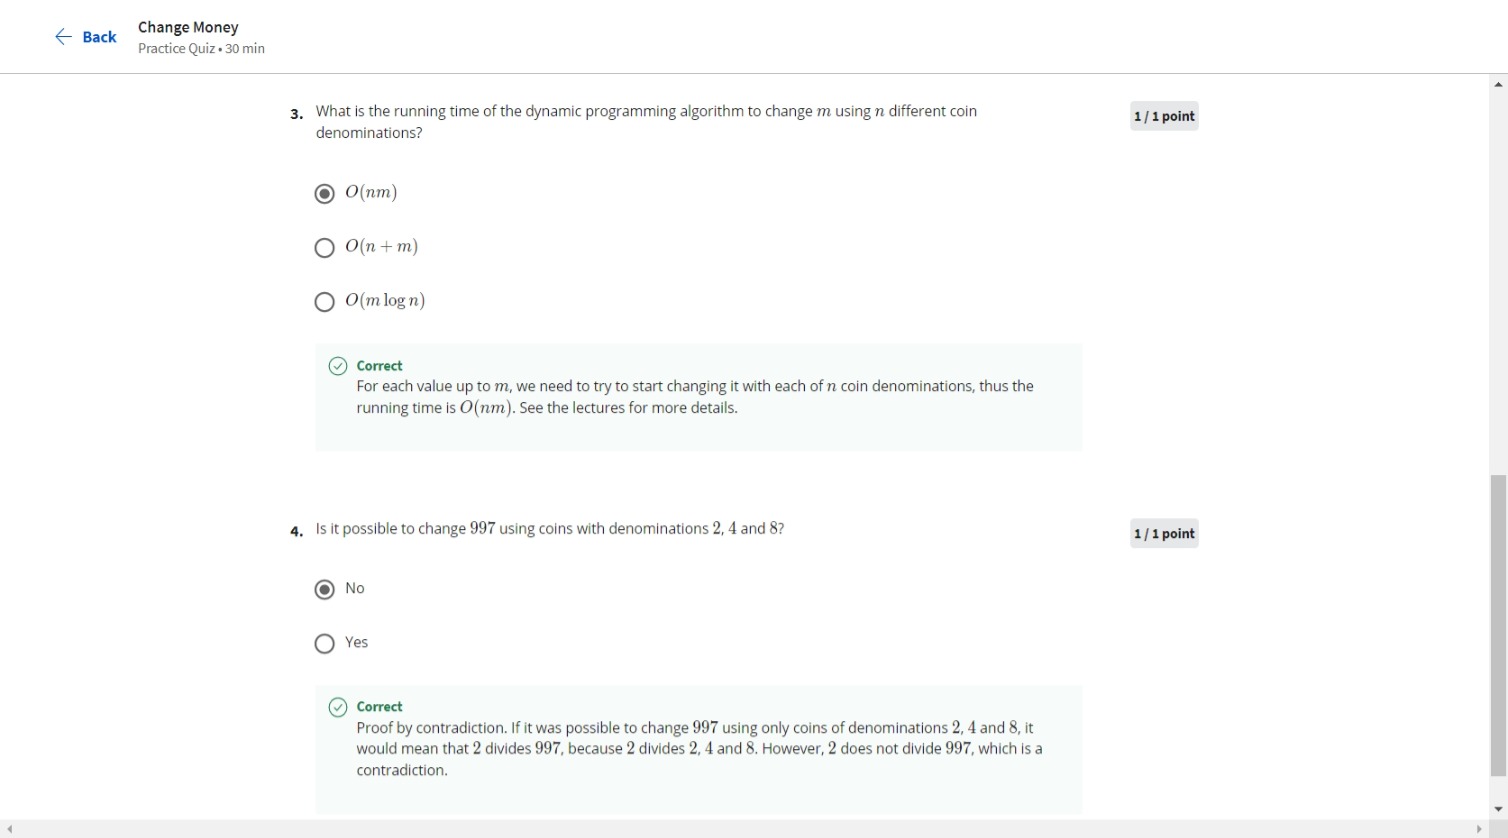 Back
Change Money
Practice Quiz • 30 min
3. What is the running time of the dynamic programming algorithm to change m using n different coin
denominations?
1 / 1 point
O(nm)
O(n + m)
O(m log n)
Correct
For each value up to m, we need to try to start changing it with each of n coin denominations, thus the
running time is O(nm). See the lectures for more details.
4. Is it possible to change 997 using coins with denominations 2, 4 and 8?
1 / 1 point
No
Yes
Correct
Proof by contradiction. If it was possible to change 997 using only coins of denominations 2, 4 and 8, it
would mean that 2 divides 997, because 2 divides 2, 4 and 8. However, 2 does not divide 997, which is a
contradiction.